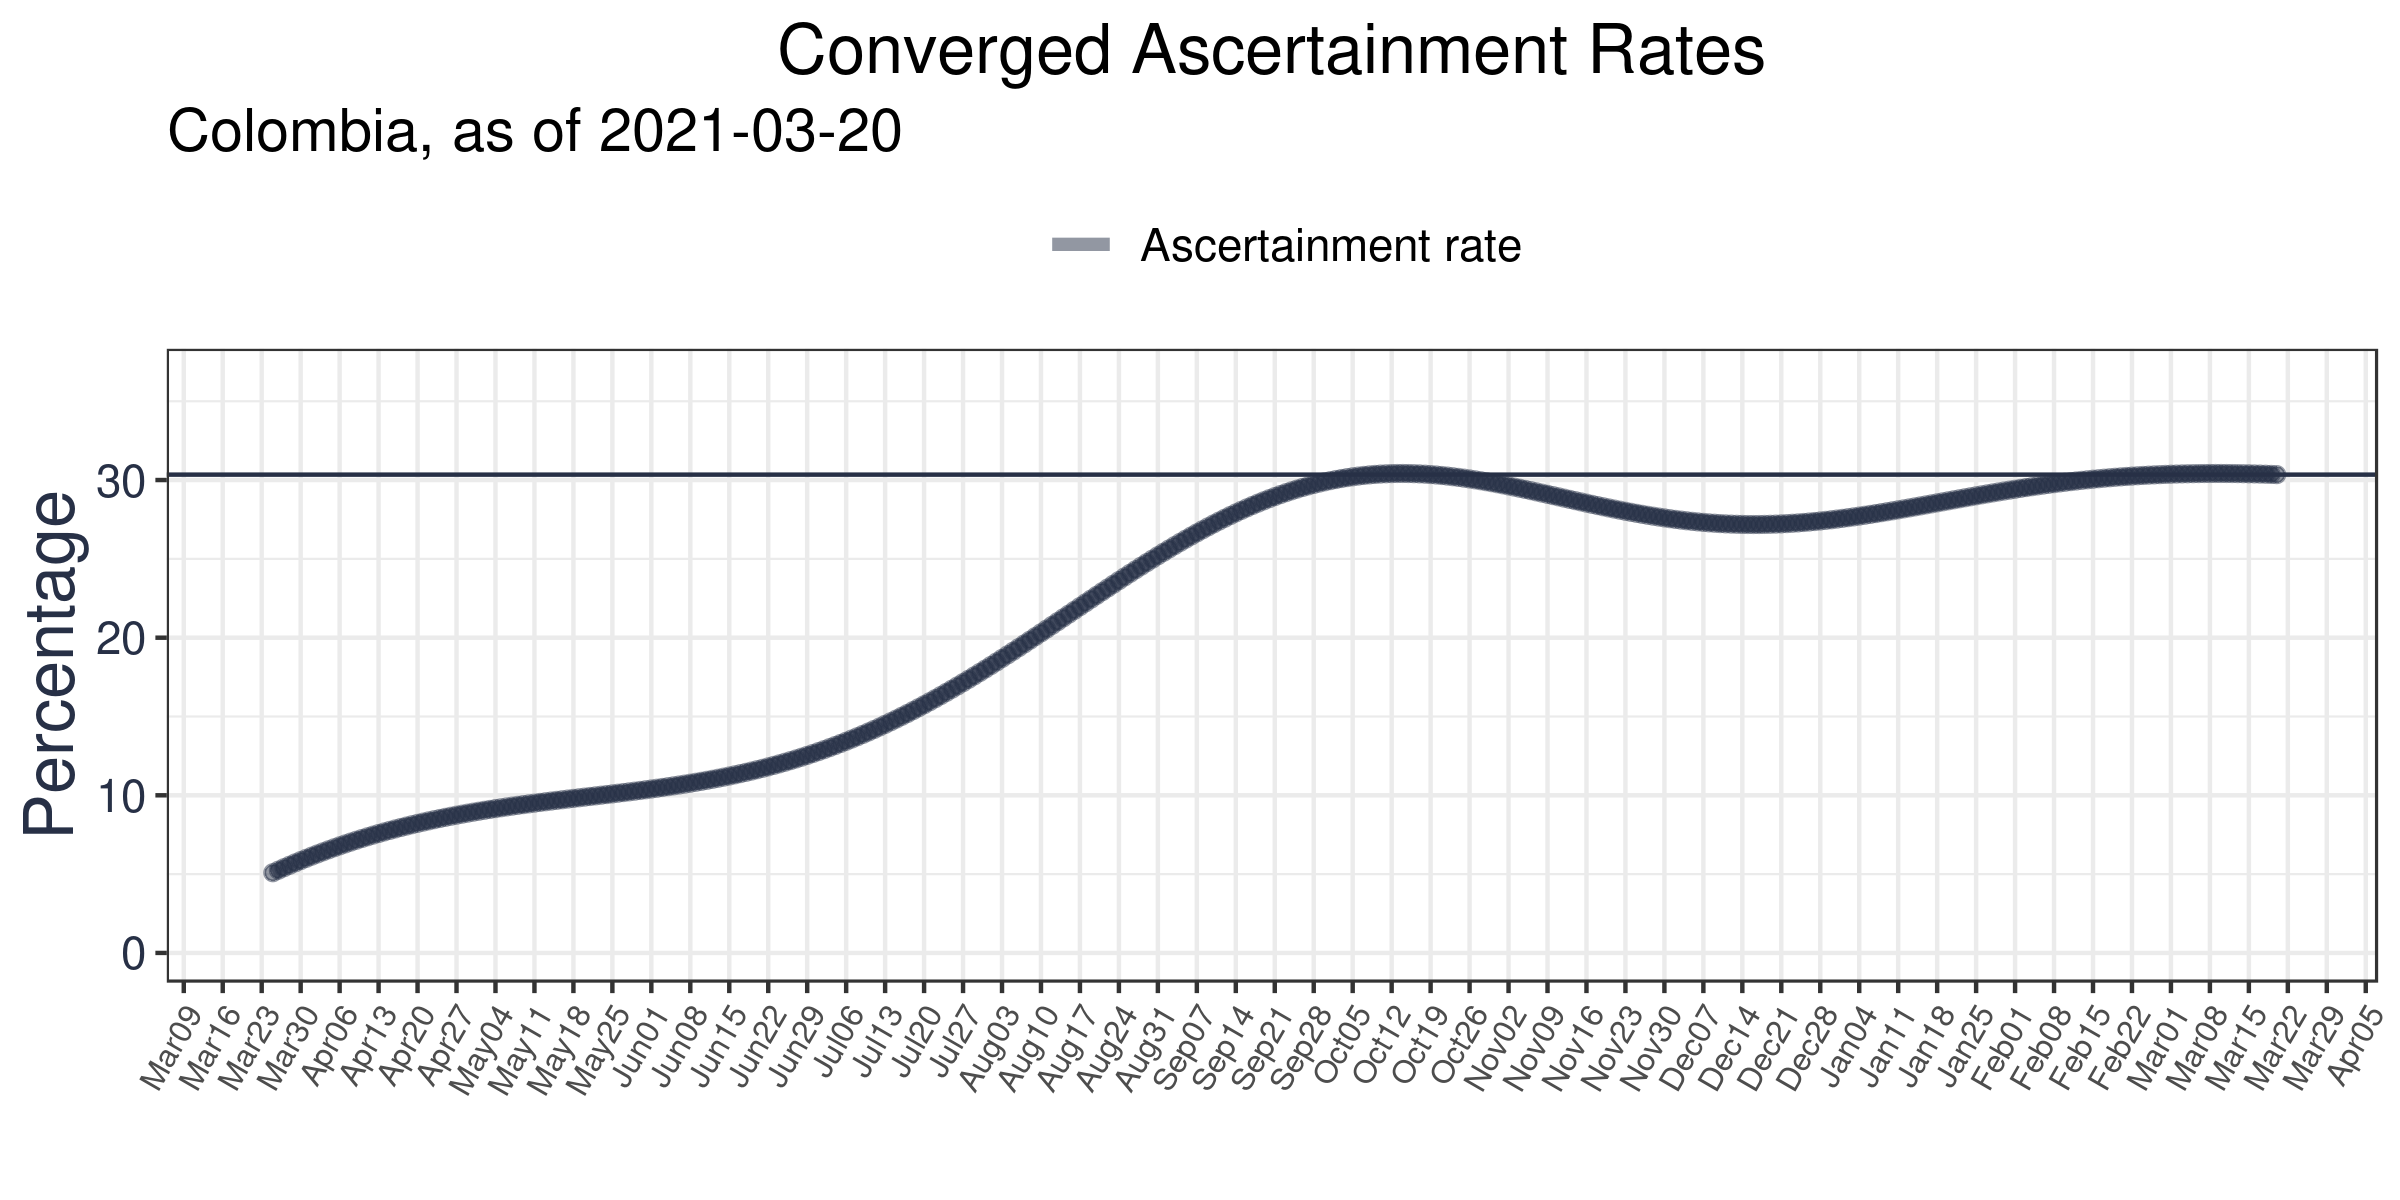 Converged Ascertainment Rates
Colombia, as of 2021-03-20
Ascertainment rate
Percentage
30
20
10
0
Mar09
Mar16
Mar23
Mar30
Apr06
Apr13
Apr20
Apr27
May04
May11
May18
May25
Jun01
Jun08
Jun15
Jun22
Jun29
Jul06
Jul13
Jul20
Jul27
Aug03
Aug10
Aug17
Aug24
Aug31
Sep07
Sep14
Sep21
Sep28
Oct05
Oct12
Oct19
Oct26
Nov02
Nov09
Nov16
Nov23
Nov30
Dec07
Dec14
Dec21
Dec28
Jan04
Jan11
Jan18
Jan25
Feb01
Feb08
Feb15
Feb22
Mar01
Mar08
Mar15
Mar22
Mar29
Apr05